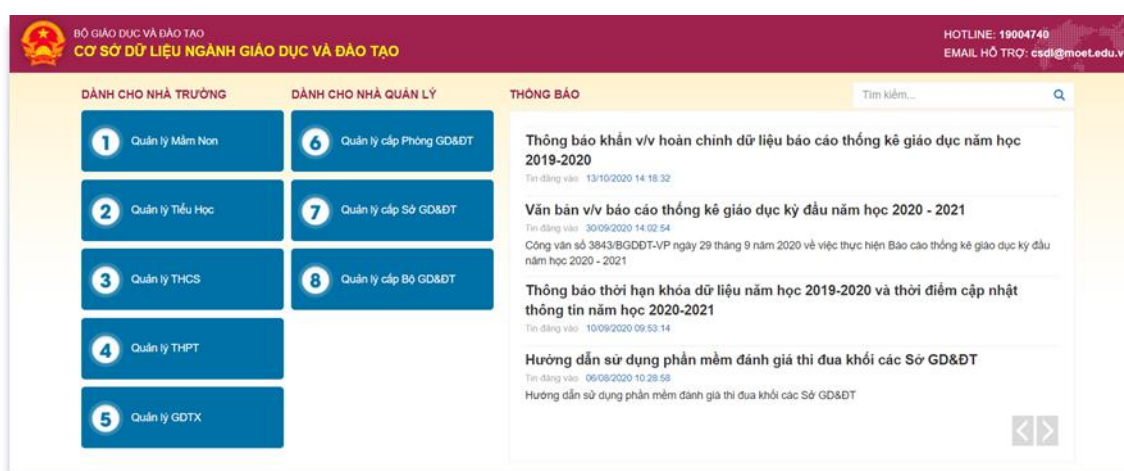 BỘ GIÁO DỤC VÀ ĐÀO TẠO
CƠ SỞ DỮ LIỆU NGÀNH GIÁO DỤC VÀ ĐÀO TẠO
HOTLINE: 19004740
EMAIL HỖ TRỢ: csdl@moet.edu.v
DÀNH CHO NHÀ TRƯỜNG
1 Quản lý Mầm Non
2 Quản lý Tiểu Học
3 Quản lý THCS
4 Quản lý THPT
5 Quản lý GDTX
DÀNH CHO NHÀ QUẢN LÝ
6 Quản lý cấp Phòng GD&ĐT
7 Quản lý cấp Sở GD&ĐT
8 Quản lý cấp Bộ GD&ĐT
THÔNG BÁO
Tìm kiếm...
Thông báo khẩn v/v hoàn chỉnh dữ liệu báo cáo thống kê giáo dục năm học
2019-2020
Tin đăng vào 13/10/2020 14:18:32
Văn bản v/v báo cáo thống kê giáo dục kỳ đầu năm học 2020 - 2021
Tin đăng vào 30/09/2020 14:02:54
Công văn số 3843/BGDĐT-VP ngày 29 tháng 9 năm 2020 về việc thực hiện Báo cáo thống kê giáo dục kỳ đầu
năm học 2020 - 2021
Thông báo thời hạn khóa dữ liệu năm học 2019-2020 và thời điểm cập nhật
thông tin năm học 2020-2021
Tin đăng vào 10/09/2020 09:53:14
Hướng dẫn sử dụng phần mềm đánh giá thi đua khối các Sở GD&ĐT
Tin đăng vào 06/08/2020 10:28:58
Hướng dẫn sử dụng phần mềm đánh giá thi đua khối các Sở GD&ĐT